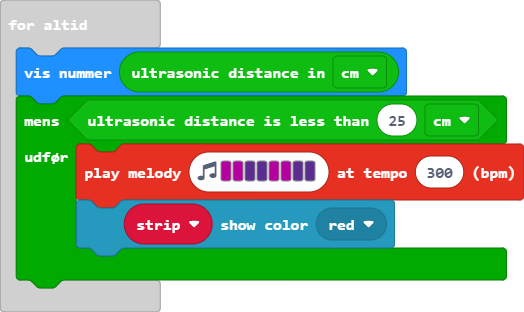 for altid
vis nummer ultrasonic distance in cm
mens ultrasonic distance is less than 25 cm
udfør
play melody at tempo 300 (bpm)
strip show color red